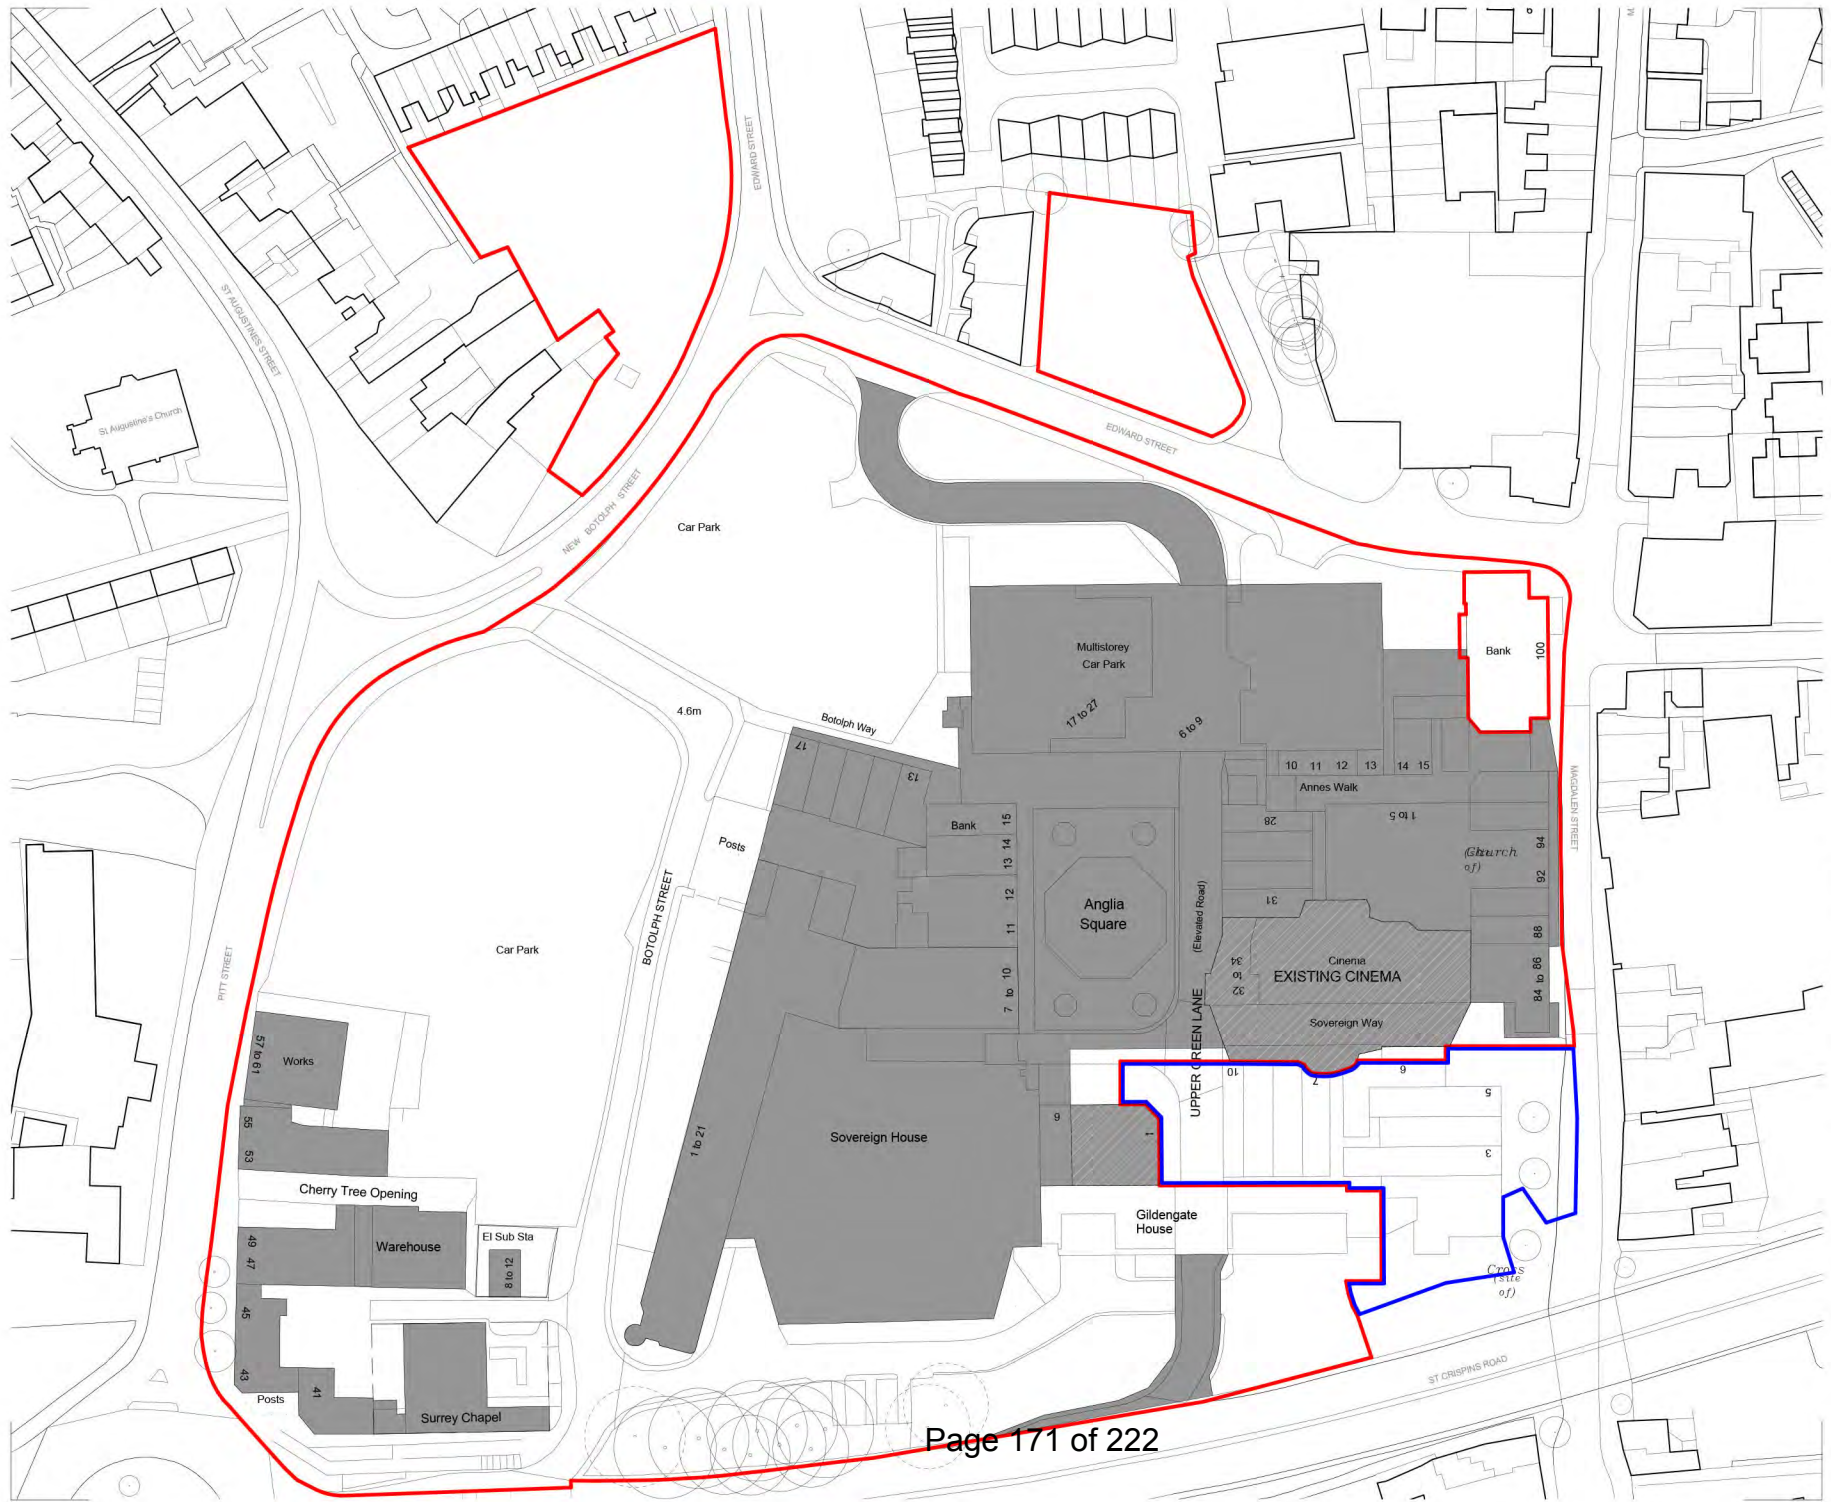 EDWARD STREET
ST AUGUSTINES STREET
St Augustine's Church
EDWARD STREET
NEW BOTOLPH STREET
Car Park
Multistorey
Car Park
17 to 27
6 to 9
Bank
100
4.6m
Botolph Way
17
13
10 11 12 13 14 15
Annes Walk
MAGDALEN STREET
Posts
Bank
15
14
13
12
11
7 to 10
28
1 to 5
31
Church
of)
94
92
88
84 to 86
Anglia
Square
(Elevated Road)
UPPER GREEN LANE
32
to
34
Cinema
EXISTING CINEMA
Sovereign Way
BOTOLPH STREET
Car Park
PITT STREET
57 to 61
Works
55
53
Cherry Tree Opening
1 to 21
Sovereign House
9
1
10
7
6
5
3
Gildengate
House
49
47
Warehouse
El Sub Sta
8 to 12
45
43
41
Posts
Surrey Chapel
Cross
(site
of)
ST CRISPINS ROAD
Page 171 of 222